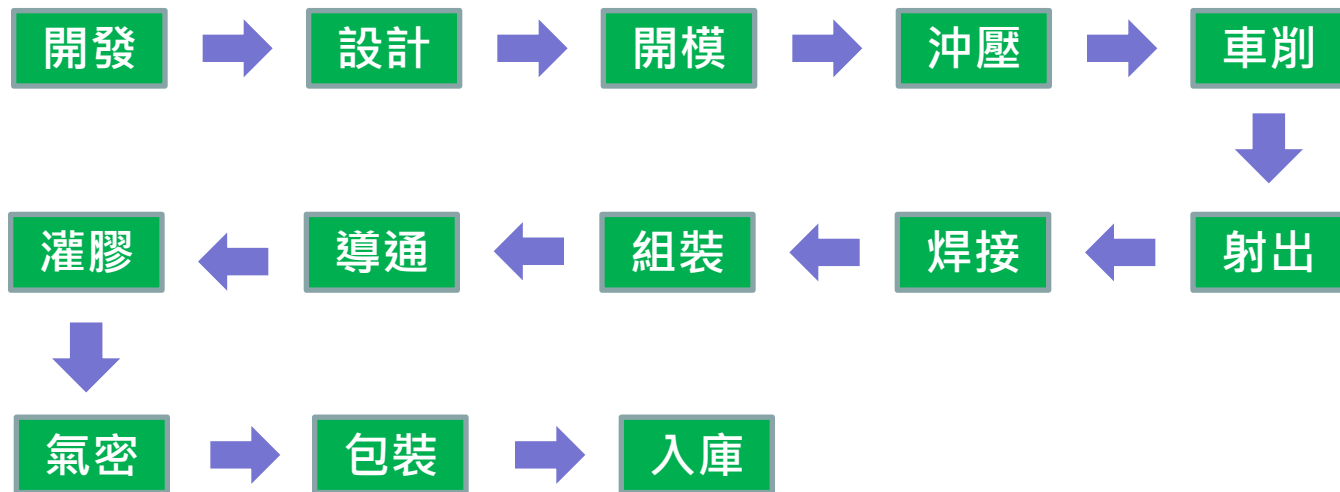 開發
設計
開模
沖壓
車削
射出
焊接
組裝
導通
灌膠
氣密
包裝
入庫